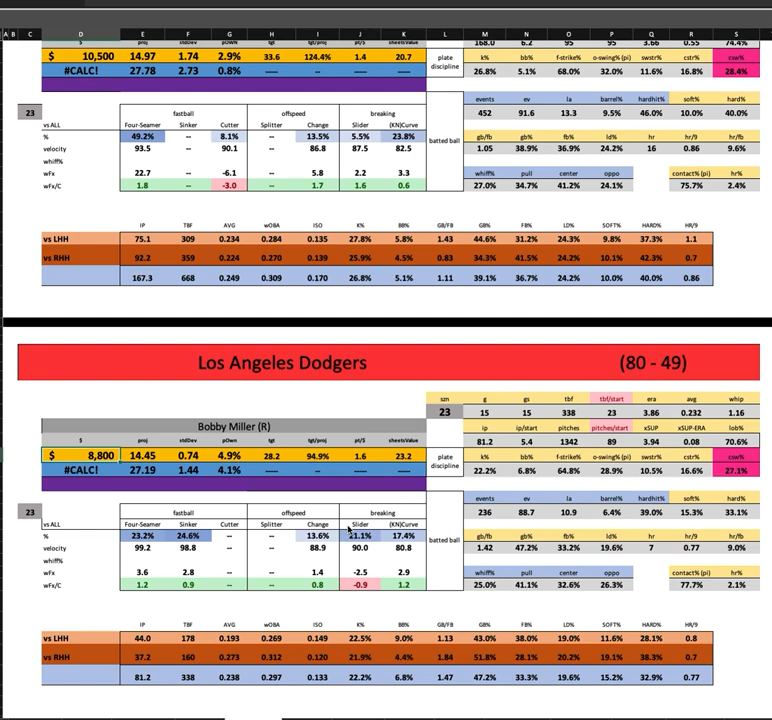 A B C D E F G H I J K L M N O P Q R S
$ proj stdDev pOWN tgt tgt/proj pt/$ sheetsValue 168.0 6.2 95 95 3.66 0.55 74.4%
$ 10,500 14.97 1.74 2.9% 33.6 124.4% 1.4 20.7 plate discipline k% bb% f-strike% o-swing% (pi) swstr% cstr% csw%
#CALC! 27.78 2.73 0.8% ---- ---- -- ---- 26.8% 5.1% 68.0% 32.0% 11.6% 16.8% 28.4%
events ev la barrel% hardhit% soft% hard%
23 fastball offspeed breaking 452 91.6 13.3 9.5% 46.0% 10.0% 40.0%
vs ALL Four-Seamer Sinker Cutter Splitter Change Slider (KN)Curve
% 49.2% -- 8.1% -- 13.5% 5.5% 23.8% batted ball gb/fb gb% fb% ld% hr hr/9 hr/fb
velocity 93.5 -- 90.1 -- 86.8 87.5 82.5 1.05 38.9% 36.9% 24.2% 16 0.86 9.6%
whiff%
wFx 22.7 -- -6.1 -- 5.8 2.2 3.3 whiff% pull center oppo contact% (pi) hr%
wFx/C 1.8 -- -3.0 -- 1.7 1.6 0.6 27.0% 34.7% 41.2% 24.1% 75.7% 2.4%
IP TBF AVG wOBA ISO K% BB% GB/FB GB% FB% LD% SOFT% HARD% HR/9
vs LHH 75.1 309 0.234 0.284 0.135 27.8% 5.8% 1.43 44.6% 31.2% 24.3% 9.8% 37.3% 1.1
vs RHH 92.2 359 0.224 0.270 0.139 25.9% 4.5% 0.83 34.3% 41.5% 24.2% 10.1% 42.3% 0.7
167.3 668 0.249 0.309 0.170 26.8% 5.1% 1.11 39.1% 36.7% 24.2% 10.0% 40.0% 0.86
Los Angeles Dodgers (80 - 49)
szn g gs tbf tbf/start era avg whip
23 15 15 338 23 3.86 0.232 1.16
Bobby Miller (R) ip ip/start pitches pitches/start xSUP xSUP-ERA lob%
$ proj stdDev pOwn tgt tgt/proj pt/$ sheetsValue 81.2 5.4 1342 89 3.94 0.08 70.6%
$ 8,800 14.45 0.74 4.9% 28.2 94.9% 1.6 23.2 plate discipline k% bb% f-strike% o-swing% (pi) swstr% cstr% csw%
#CALC! 27.19 1.44 4.1% ---- ---- -- ---- 22.2% 6.8% 64.8% 28.9% 10.5% 16.6% 27.1%
events ev la barrel% hardhit% soft% hard%
23 fastball offspeed breaking 236 88.7 10.9 6.4% 39.0% 15.3% 33.1%
vs ALL Four-Seamer Sinker Cutter Splitter Change Slider (KN)Curve
% 23.2% 24.6% -- -- 13.6% 21.1% 17.4% batted ball gb/fb gb% fb% ld% hr hr/9 hr/fb
velocity 99.2 98.8 -- -- 88.9 90.0 80.8 1.42 47.2% 33.2% 19.6% 7 0.77 9.0%
whiff%
wFx 3.6 2.8 -- -- 1.4 -2.5 2.9 whiff% pull center oppo contact% (pi) hr%
wFx/C 1.2 0.9 -- -- 0.8 -0.9 1.2 25.0% 41.1% 32.6% 26.3% 77.7% 2.1%
IP TBF AVG wOBA ISO K% BB% GB/FB GB% FB% LD% SOFT% HARD% HR/9
vs LHH 44.0 178 0.193 0.269 0.149 22.5% 9.0% 1.13 43.0% 38.0% 19.0% 11.6% 28.1% 0.8
vs RHH 37.2 160 0.273 0.312 0.120 21.9% 4.4% 1.84 51.8% 28.1% 20.2% 19.1% 38.3% 0.7
81.2 338 0.238 0.297 0.133 22.2% 6.8% 1.47 47.2% 33.2% 19.6% 15.2% 32.9% 0.77